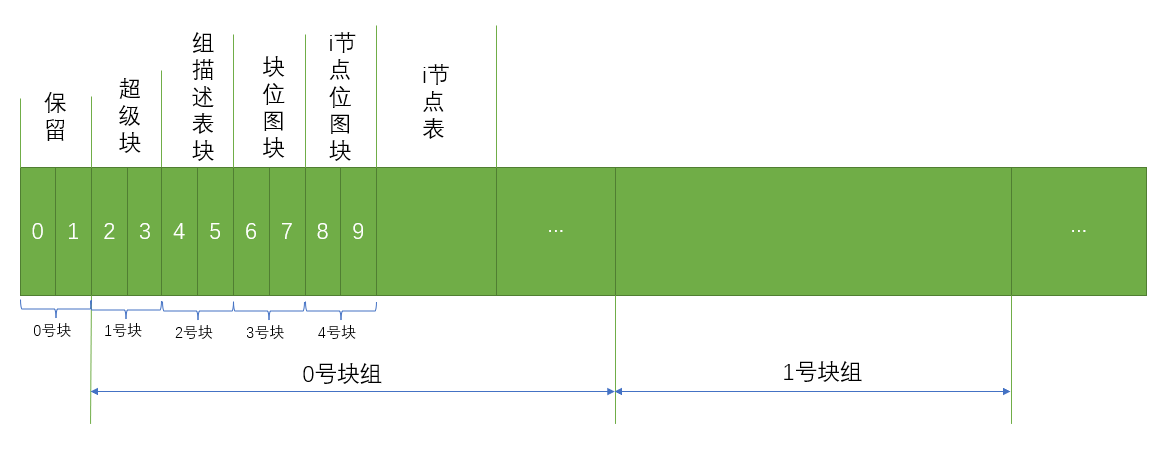 保留
超级块
组描述表块
块位图块
i节点位图块
i节点表
0 1 2 3 4 5 6 7 8 9 ... ...
0号块 1号块 2号块 3号块 4号块
0号块组 1号块组